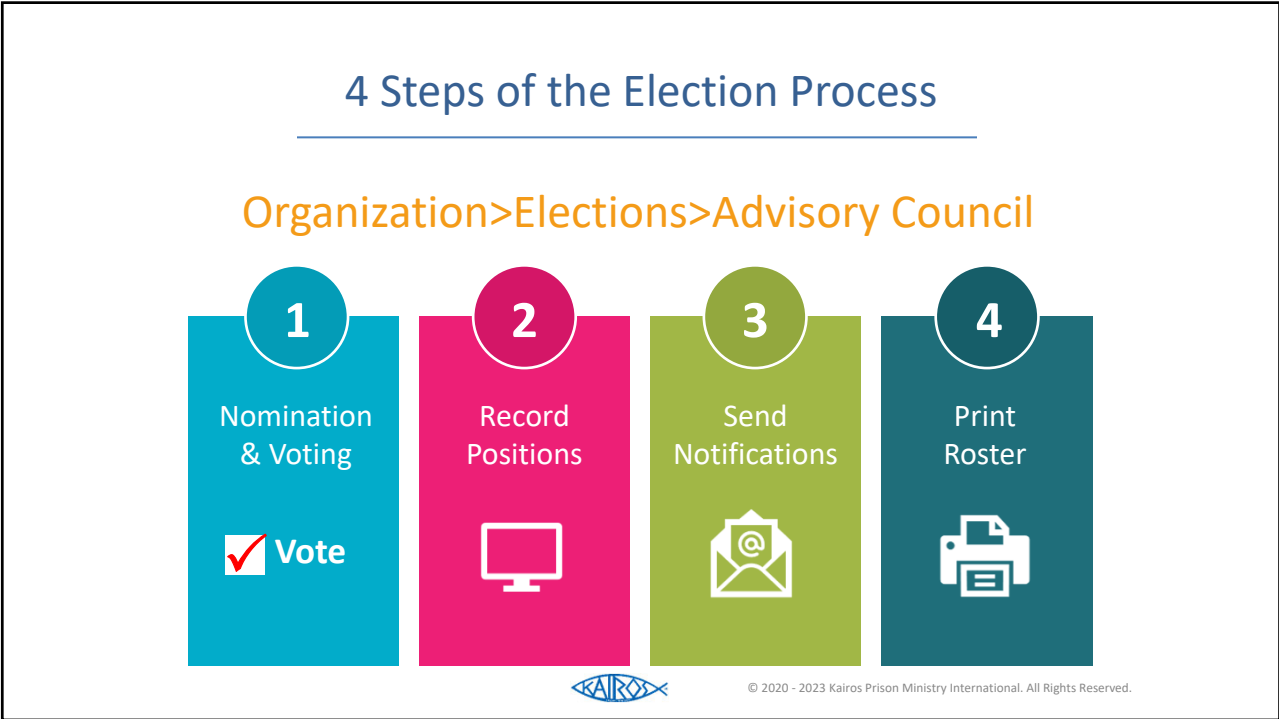 4 Steps of the Election Process
Organization>Elections>Advisory Council
1
Nomination
& Voting
Vote
2
Record
Positions
3
Send
Notifications
@
4
Print
Roster
KAIROS
© 2020 - 2023 Kairos Prison Ministry International. All Rights Reserved.